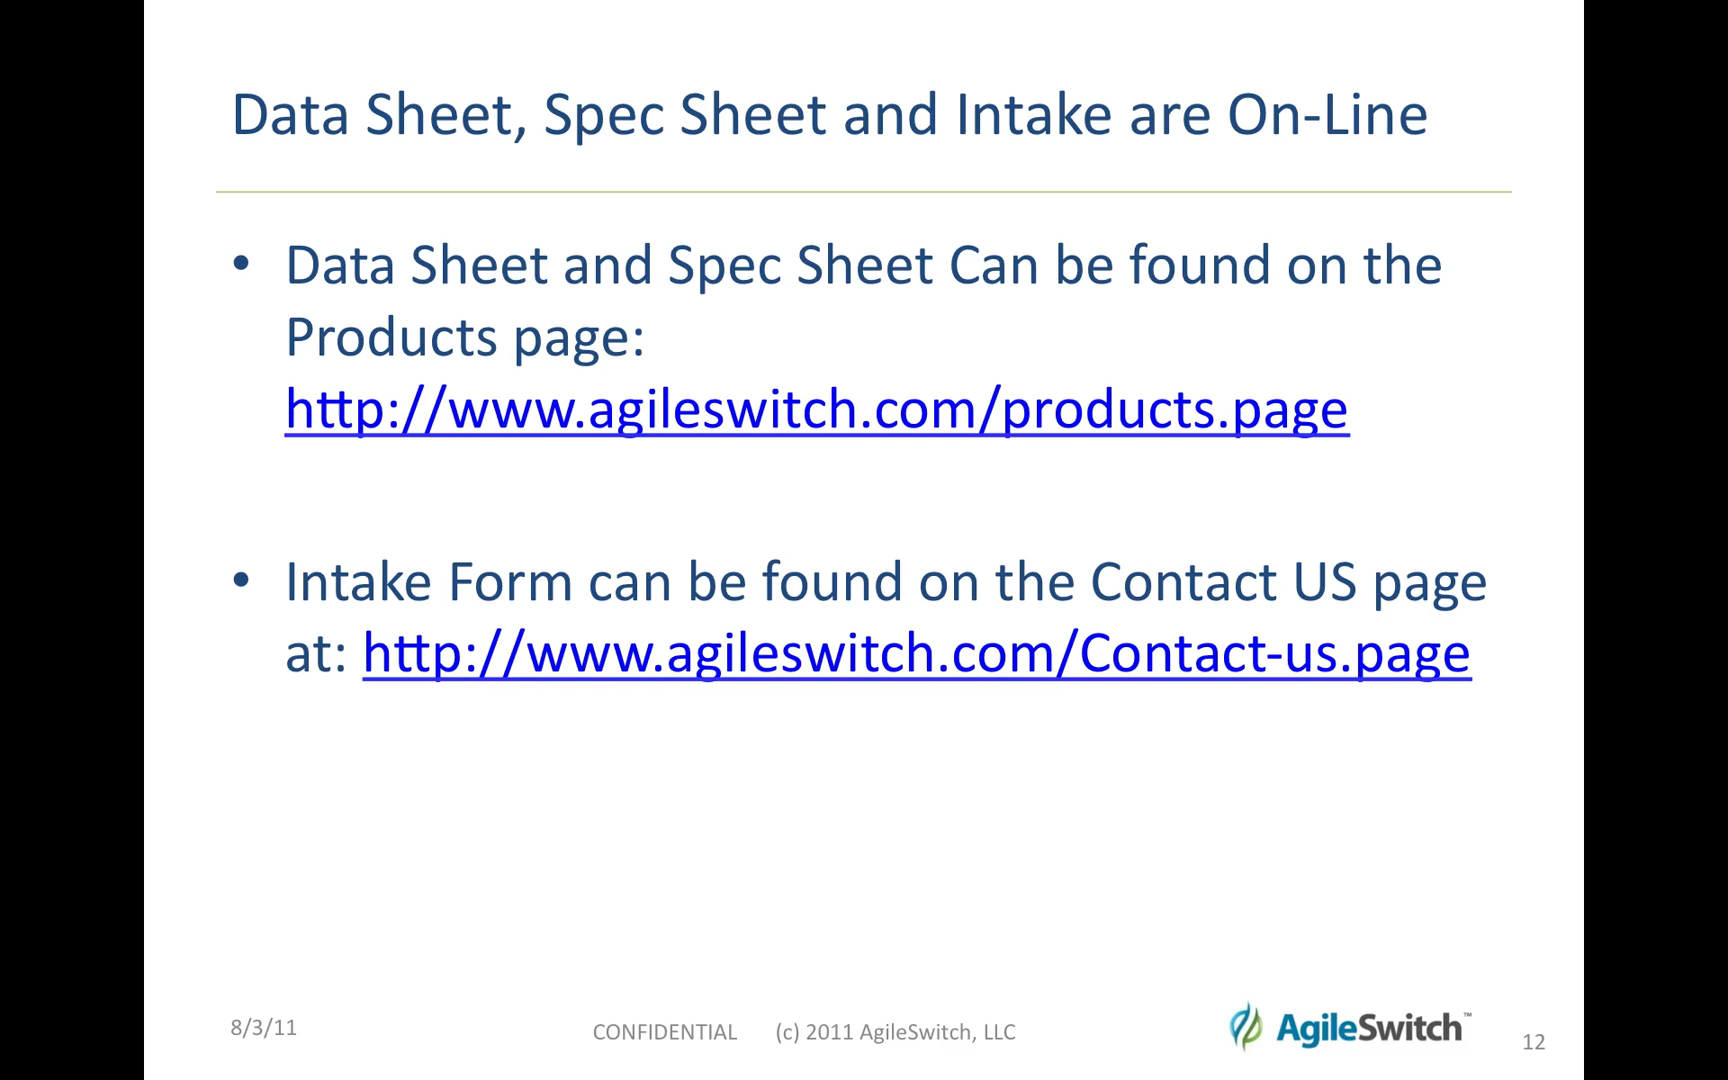 Data Sheet, Spec Sheet and Intake are On-Line
• Data Sheet and Spec Sheet Can be found on the
Products page:
http://www.agileswitch.com/products.page
• Intake Form can be found on the Contact US page
at: http://www.agileswitch.com/Contact-us.page
8/3/11
CONFIDENTIAL (c) 2011 AgileSwitch, LLC
AgileSwitch™
12